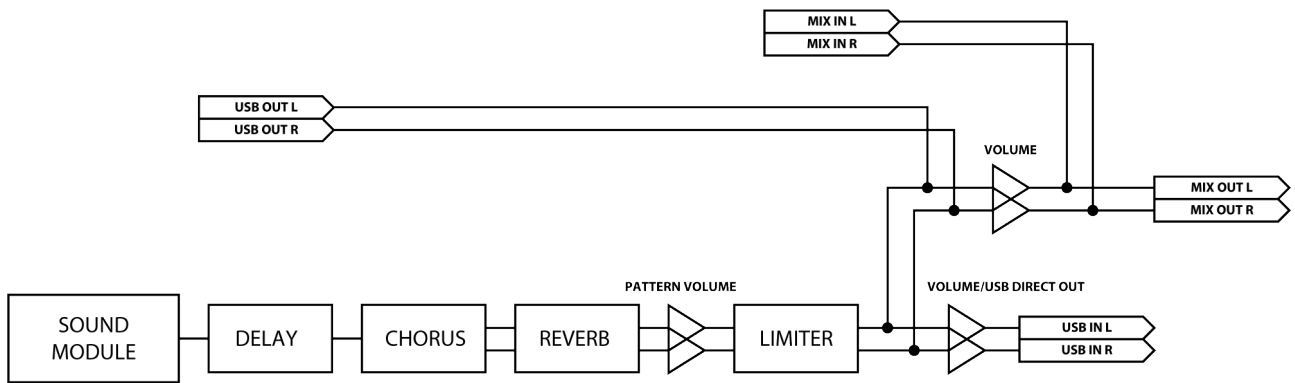 MIX IN L
MIX IN R
USB OUT L
USB OUT R
VOLUME
MIX OUT L
MIX OUT R
PATTERN VOLUME
VOLUME/USB DIRECT OUT
SOUND
MODULE
DELAY
CHORUS
REVERB
LIMITER
USB IN L
USB IN R